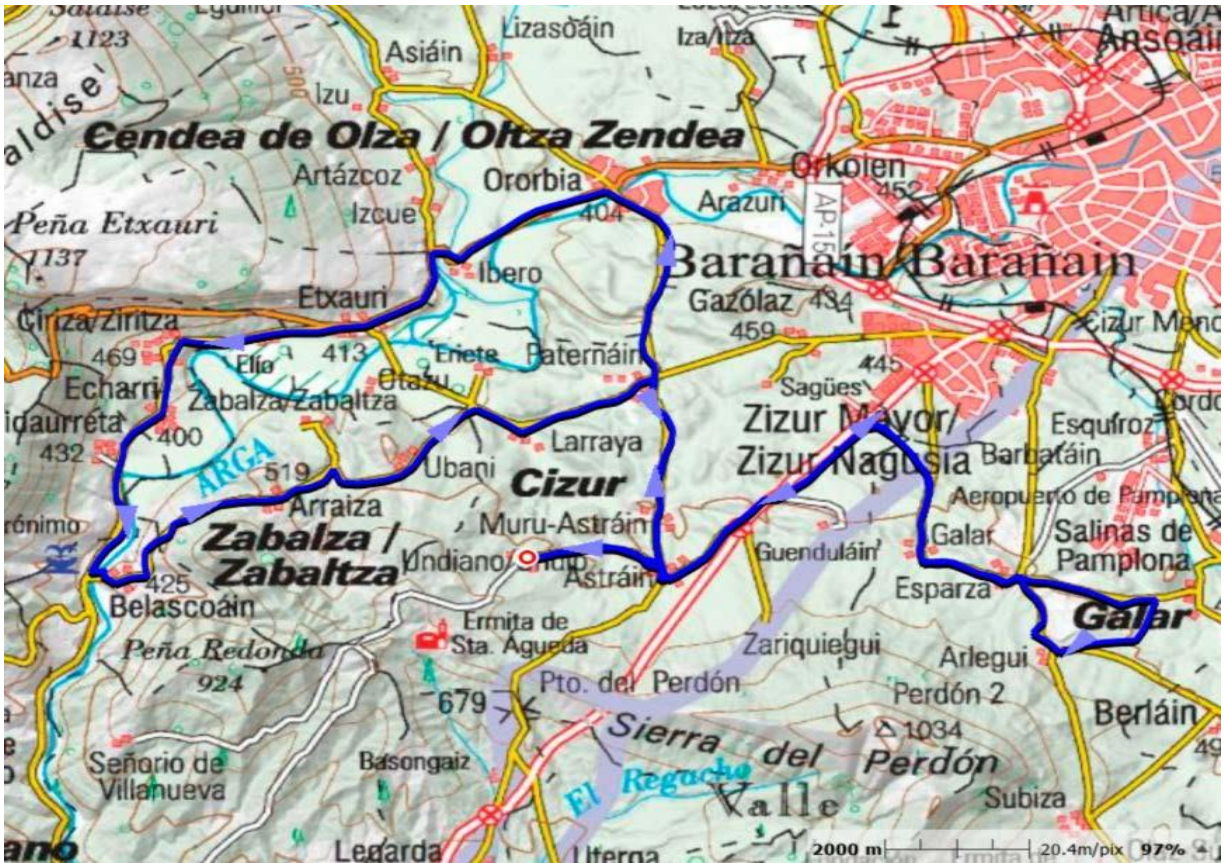 1123
Lizasoáin
Asiáin
Iza/Itza
Artica/A
Ansoáin
anza
aldise
500
Izu
Cendea de Olza / Oltza Zendea
Artázcoz
Ororbia
Orkoien
452
Izcue
404
Arazuri
AP-15
Peña Etxauri
1137
Ibero
Barañáin/Barañain
Etxauri
Gazólaz
434
Ciriza/Ziritza
459
Cizur Meno
469
Elío
413
Eriete
Paternáin
Echarri
Otazu
Sagües
445
Zabalza/Zabaltza
Cordo
idaurreta
400
Larraya
Zizur Mayor/
Esquíroz
432
ARGA
519
Ubani
Zizur Nagusia
Barbatáin
Cizur
Arraiza
Aeropuerto de Pamplona
rónimo
Zabalza /
Muru-Astráin
Galar
Salinas de
Undiano
Guenduláin
Pamplona
Zabaltza
Astráin
425
Esparza
Belascoáin
Galar
Ermita de
Sta. Águeda
Zariquiegui
Arlegui
Peña Redonda
924
Pto. del Perdón
Perdón 2
679
1034
Berláin
Sierra del Perdón
Señorio de
Villanueva
Basongaiz
El Regacho
Valle
Subiza
ano
Legarda
Uterga
2000 m
20.4m/pix
97%